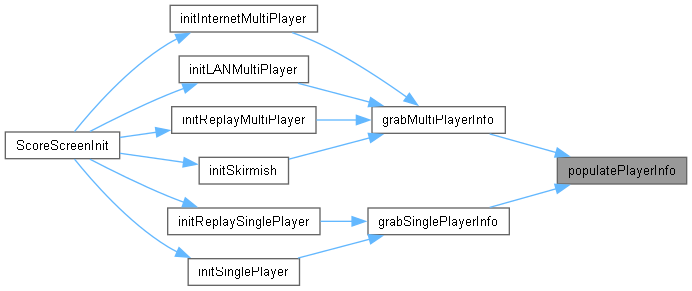 initInternetMultiPlayer
initLANMultiPlayer
initReplayMultiPlayer
grabMultiPlayerInfo
ScoreScreenInit
initSkirmish
populatePlayerInfo
initReplaySinglePlayer
grabSinglePlayerInfo
initSinglePlayer